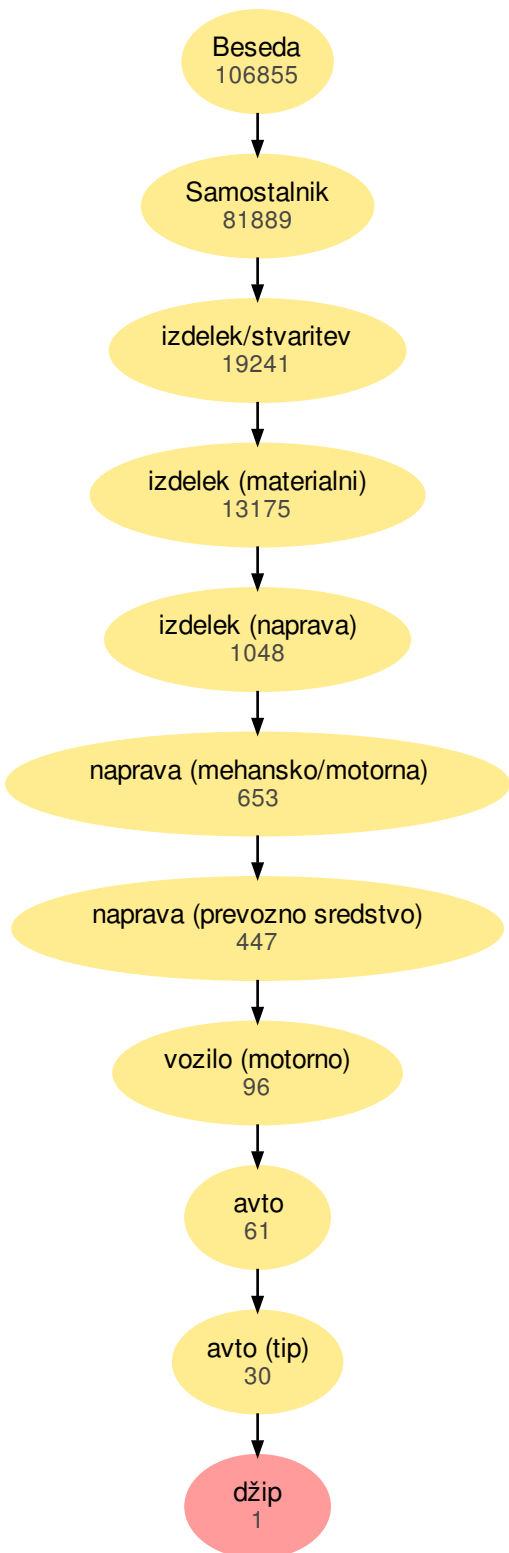 Beseda
106855
Samostalnik
81889
izdelek/stvaritev
19241
izdelek (materialni)
13175
izdelek (naprava)
1048
naprava (mehansko/motorna)
653
naprava (prevozno sredstvo)
447
vozilo (motorno)
96
avto
61
avto (tip)
30
džip
1